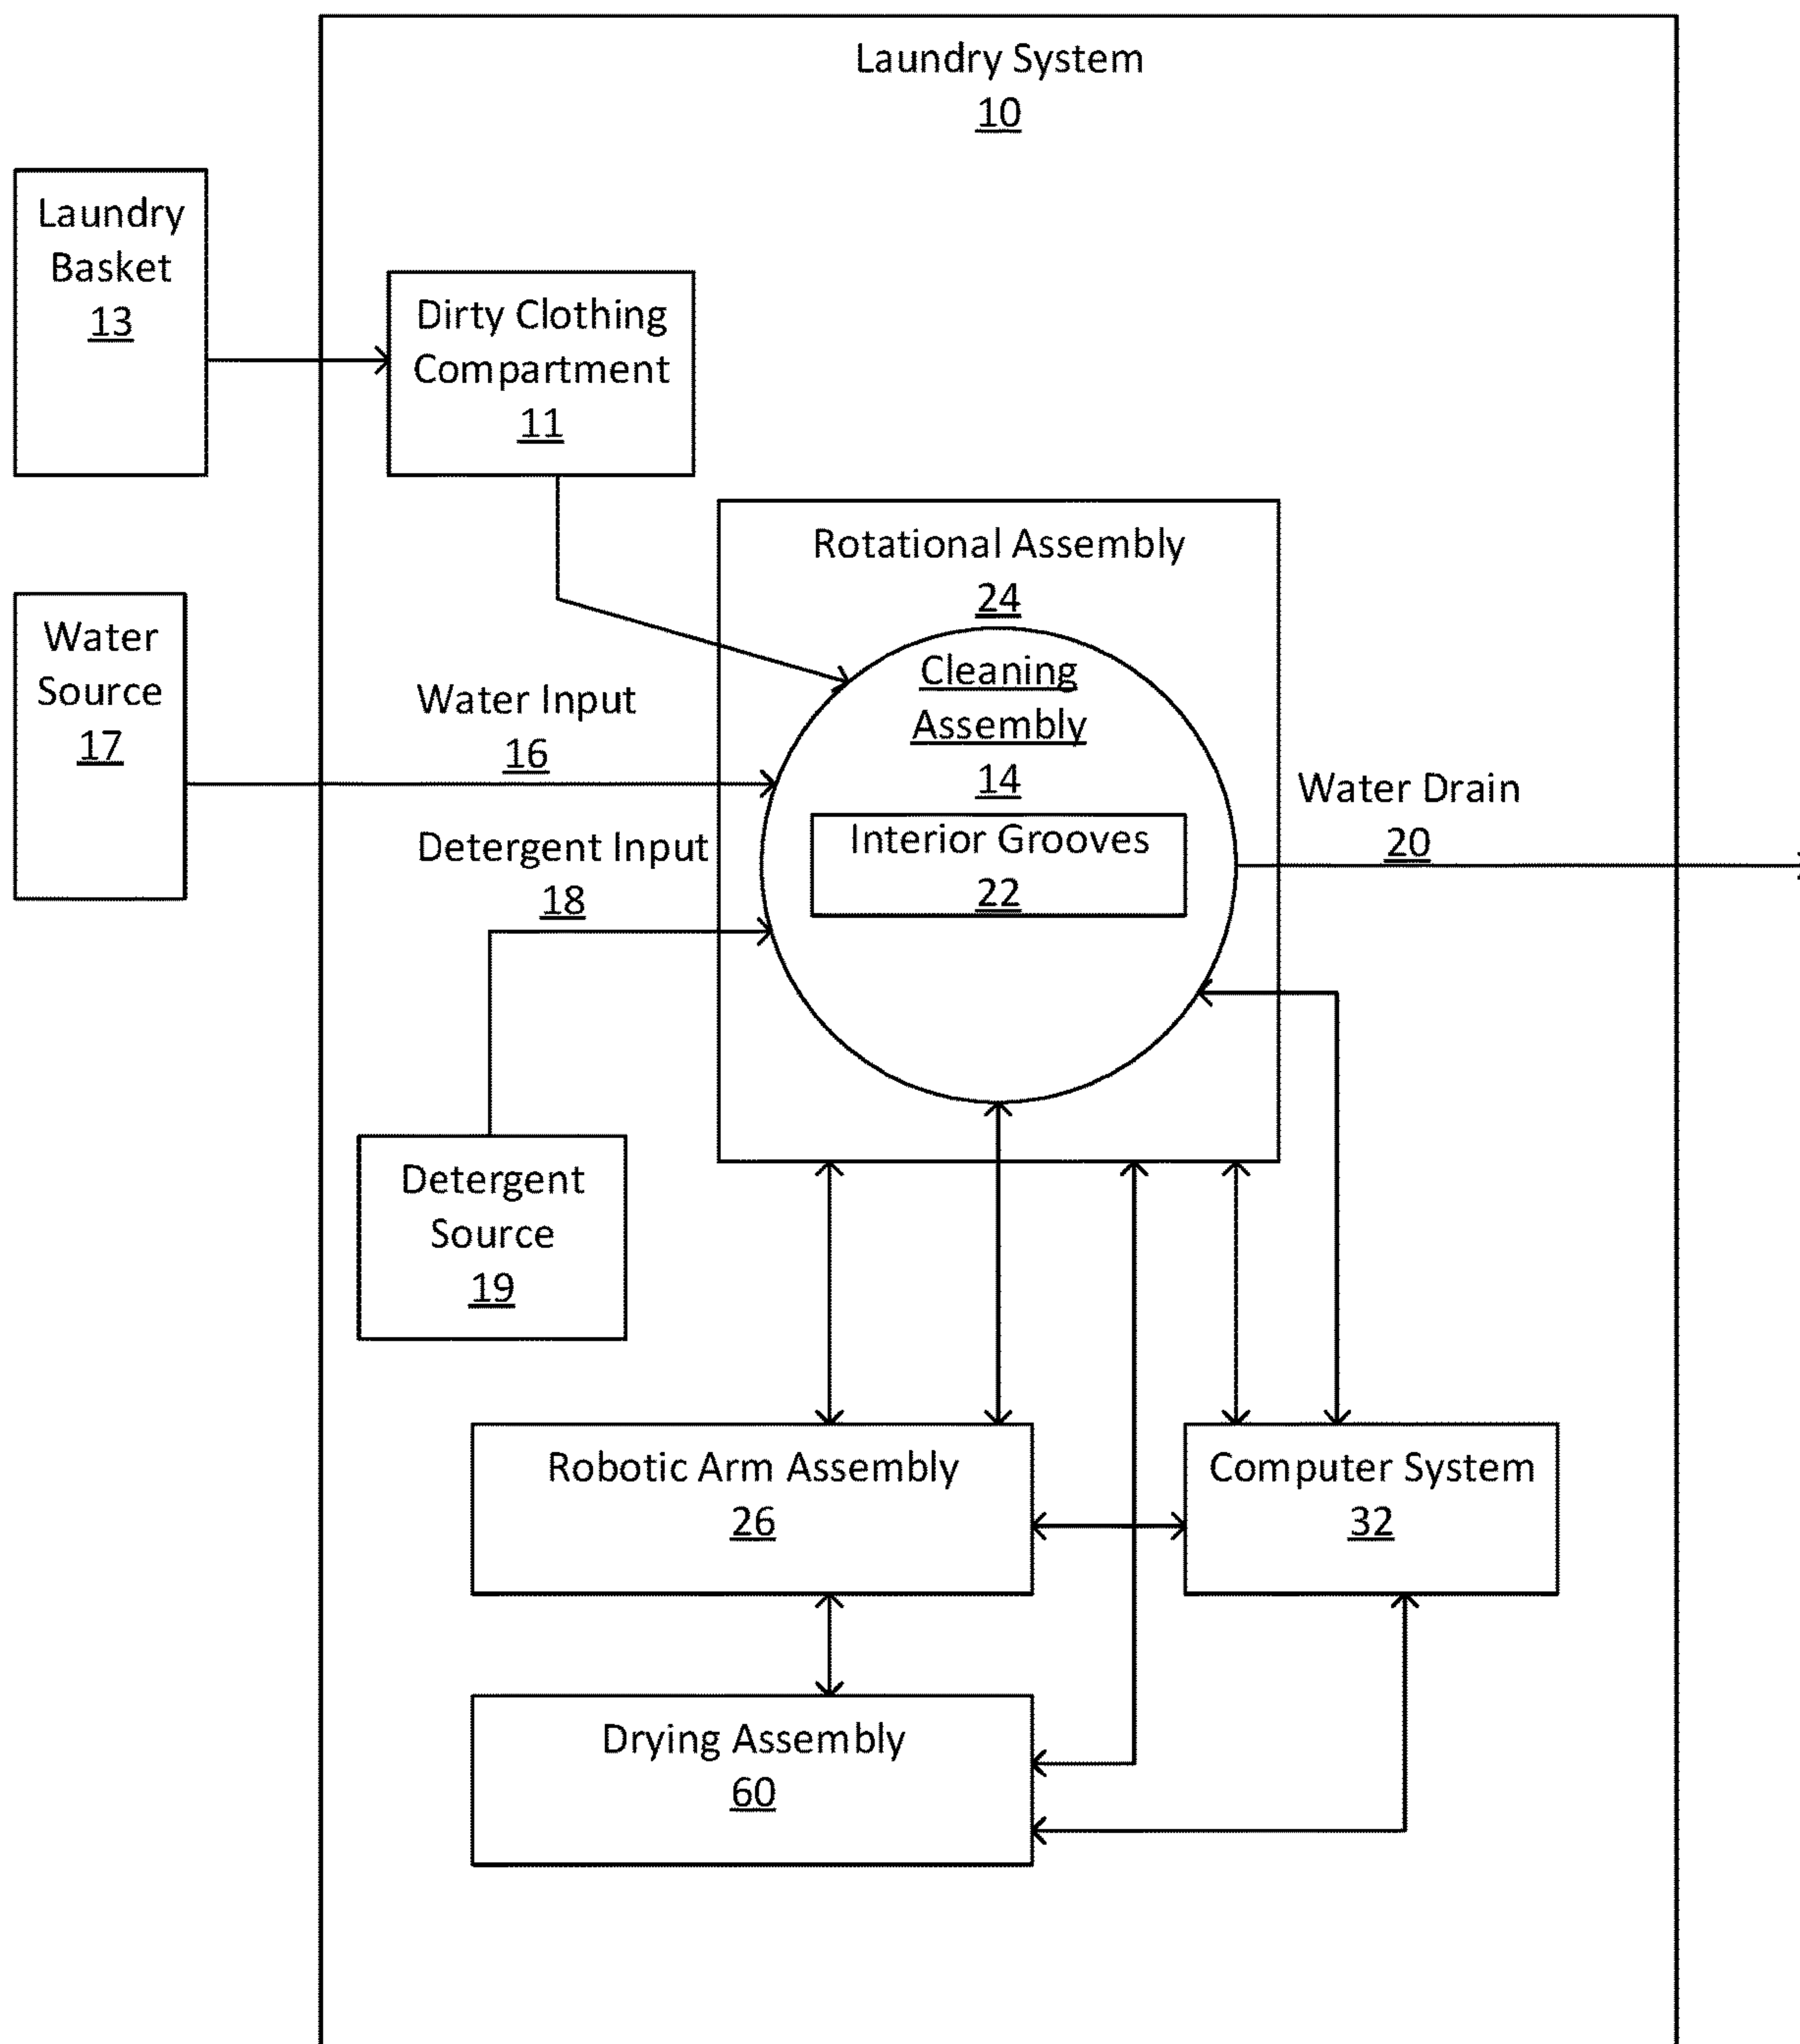 Laundry System
10
Laundry
Basket
13
Dirty Clothing
Compartment
11
Rotational Assembly
24
Water
Source
17
Cleaning
Assembly
14
Water Input
16
Interior Grooves
22
Water Drain
20
Detergent Input
18
Detergent
Source
19
Robotic Arm Assembly
26
Computer System
32
Drying Assembly
60